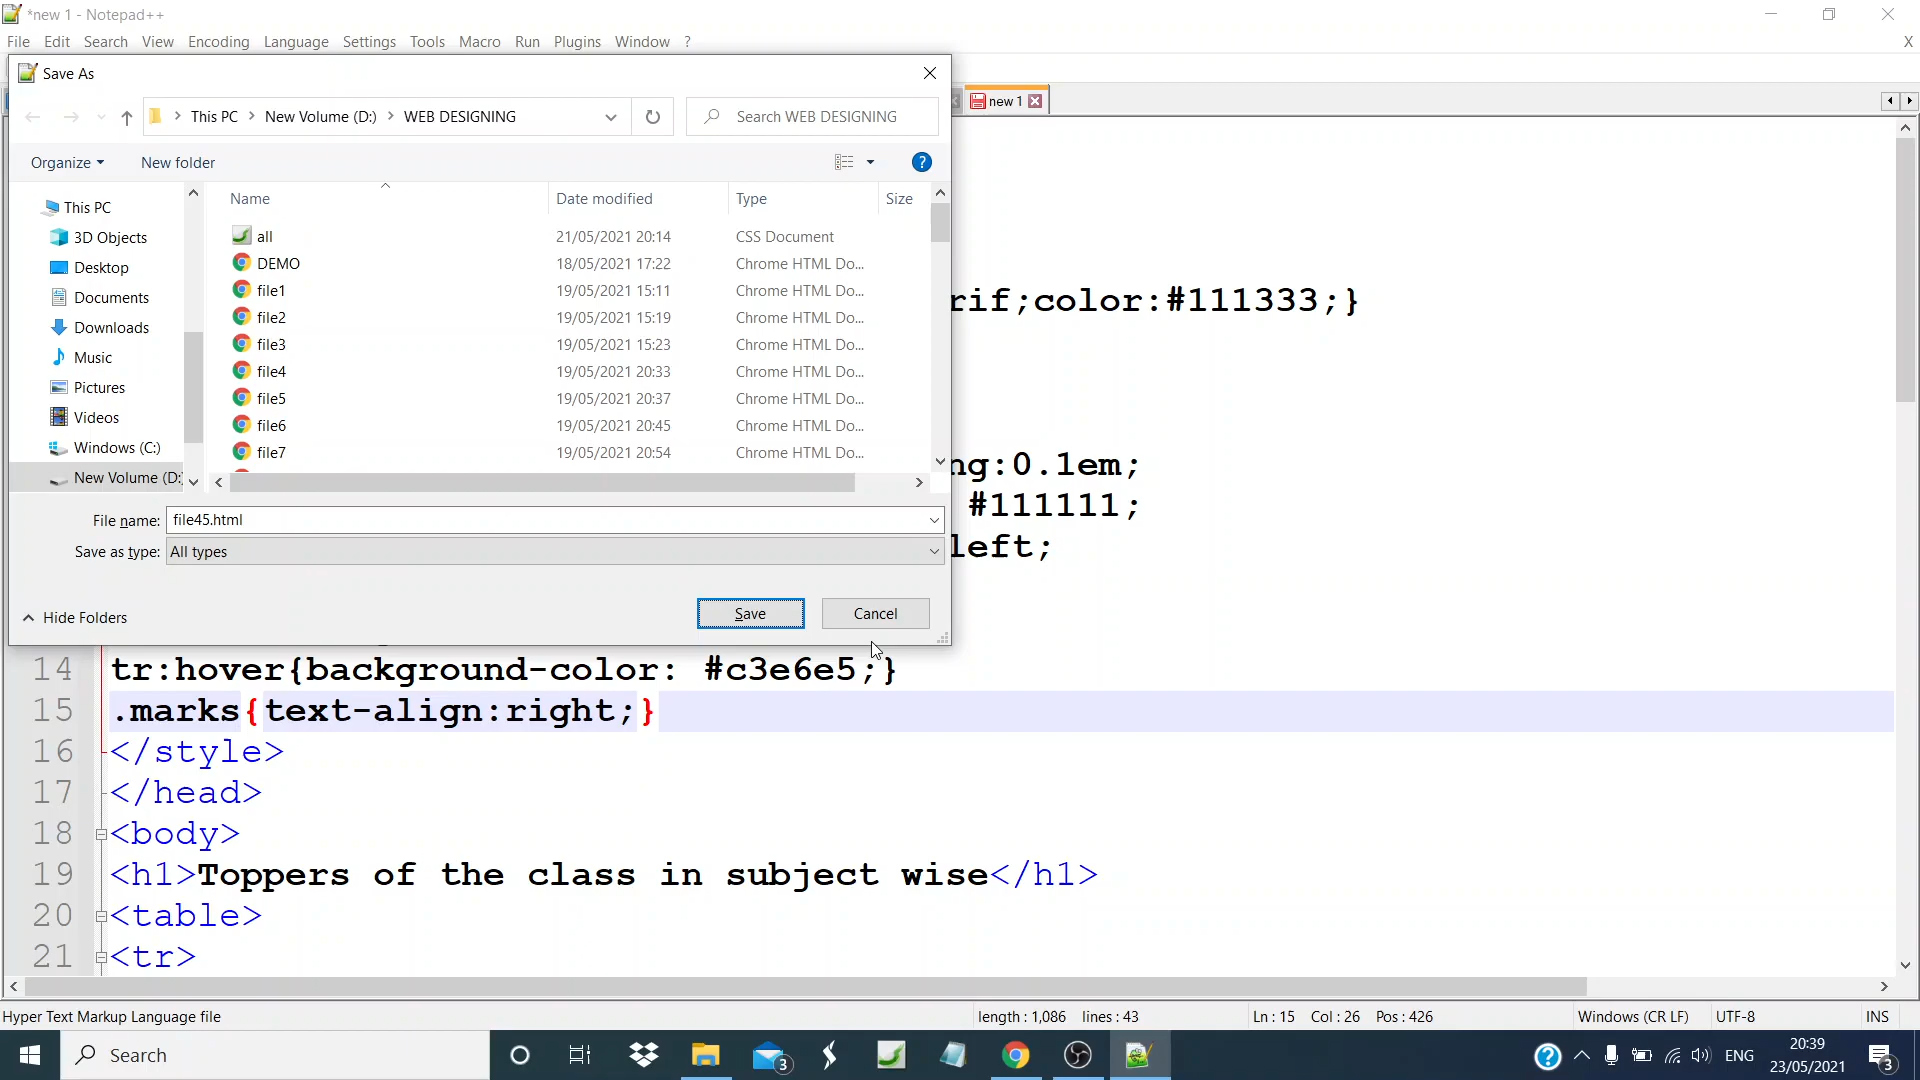 *new 1 - Notepad++
File Edit Search View Encoding Language Settings Tools Macro Run Plugins Window ? X
Save As
This PC New Volume (D:) WEB DESIGNING Search WEB DESIGNING
new 1
Organize New folder
Name Date modified Type Size
This PC
3D Objects
Desktop
Documents
Downloads
Music
Pictures
Videos
Windows (C:)
New Volume (D:
all 21/05/2021 20:14 CSS Document
DEMO 18/05/2021 17:22 Chrome HTML Do...
file1 19/05/2021 15:11 Chrome HTML Do...
file2 19/05/2021 15:19 Chrome HTML Do...
file3 19/05/2021 15:23 Chrome HTML Do...
file4 19/05/2021 20:33 Chrome HTML Do...
file5 19/05/2021 20:37 Chrome HTML Do...
file6 19/05/2021 20:45 Chrome HTML Do...
file7 19/05/2021 20:54 Chrome HTML Do...
File name: file45.html
Save as type: All types
Hide Folders Save Cancel
rif;color:#111333;}
ng:0.1em;
#111111;
left;
14 tr:hover{background-color: #c3e6e5;}
15 .marks{text-align:right;}
16 </style>
17 </head>
18 <body>
19 <h1>Toppers of the class in subject wise</h1>
20 <table>
21 <tr>
Hyper Text Markup Language file length : 1,086 lines : 43 Ln : 15 Col : 26 Pos : 426 Windows (CR LF) UTF-8 INS
Search 3 ENG 20:39
23/05/2021 3